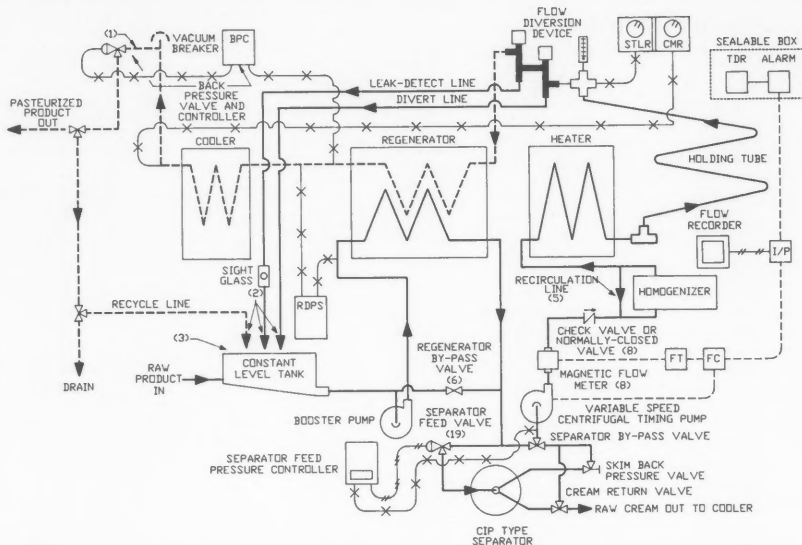 (1)
VACUUM
BREAKER
BPC
FLOW
DIVERSION
DEVICE
STLR
CMR
SEALABLE BOX
TDR
ALARM
BACK
PRESSURE
VALVE AND
CONTROLLER
LEAK-DETECT LINE
DIVERT LINE
PASTEURIZED
PRODUCT
OUT
COOLER
REGENERATOR
HEATER
HOLDING TUBE
FLOW
RECORDER
I/P
SIGHT
GLASS
(2)
RDPS
RECIRCULATION
LINE
(5)
HOMOGENIZER
RECYCLE LINE
(3)
CONSTANT
LEVEL TANK
CHECK VALVE OR
NORMALLY-CLOSED
VALVE (8)
REGENERATOR
BY-PASS
VALVE
(6)
FT
FC
MAGNETIC FLOW
METER (8)
RAW
PRODUCT
IN
DRAIN
BOOSTER PUMP
SEPARATOR
FEED VALVE
(19)
VARIABLE SPEED
CENTRIFUGAL TIMING PUMP
SEPARATOR BY-PASS VALVE
SEPARATOR FEED
PRESSURE CONTROLLER
SKIM BACK
PRESSURE VALVE
CREAM RETURN VALVE
RAW CREAM OUT TO COOLER
CIP TYPE
SEPARATOR